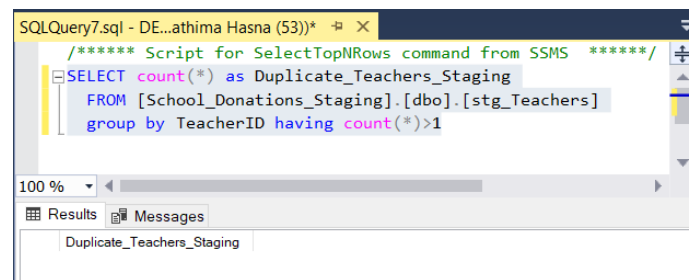 SQLQuery7.sql - DE...athima Hasna (53))*
/****** Script for SelectTopNRows command from SSMS ******/
SELECT count(*) as Duplicate_Teachers_Staging
FROM [School_Donations_Staging].[dbo].[stg_Teachers]
group by TeacherID having count(*)>1
100 %
Results Messages
Duplicate_Teachers_Staging